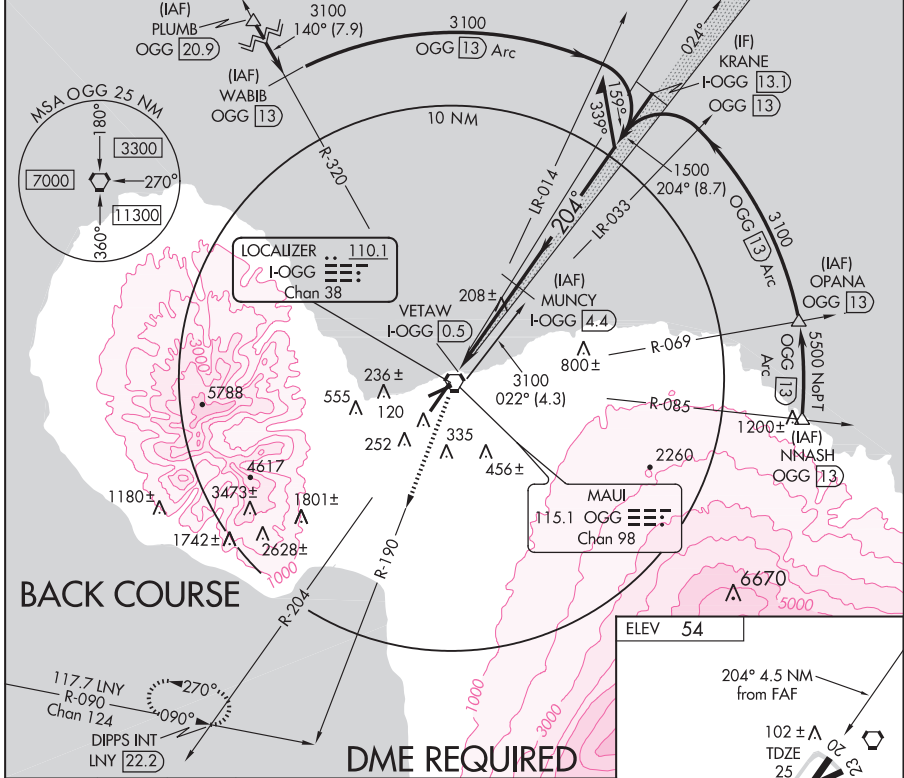 (IAF)
PLUMB
OGG 20.9
3100
140° (7.9)
3100
OGG 13 Arc
024°
(IF)
KRANE
I-OGG 13.1
OGG 13
(IAF)
WABIB
OGG 13
MSA OGG 25 NM
180°
3300
7000
270°
11300
360°
10 NM
159°
339°
1500
204° (8.7)
R-320
LR-014
204°
LR-033
3100
OGG 13 Arc
LOCALIZER 110.1
I-OGG
Chan 38
(IAF)
OPANA
OGG 13
VETAW
I-OGG 0.5
208±
(IAF)
MUNCY
I-OGG 4.4
800±
R-069
5500 NoPT
OGG 13
Arc
3100
022° (4.3)
R-085
1200±
(IAF)
NNASH
OGG 13
3000
5788
236±
555
120
252
335
456±
2260
4617
3473±
1180±
1801±
1742±
2628±
1000
MAUI
115.1 OGG
Chan 98
R-190
6670
5000
BACK COURSE
R-204
1000
3000
ELEV 54
204° 4.5 NM
from FAF
117.7 LNY
R-090
Chan 124
270°
090°
DIPPS INT
LNY 22.2
102±
TDZE
25
20
23
DME REQUIRED